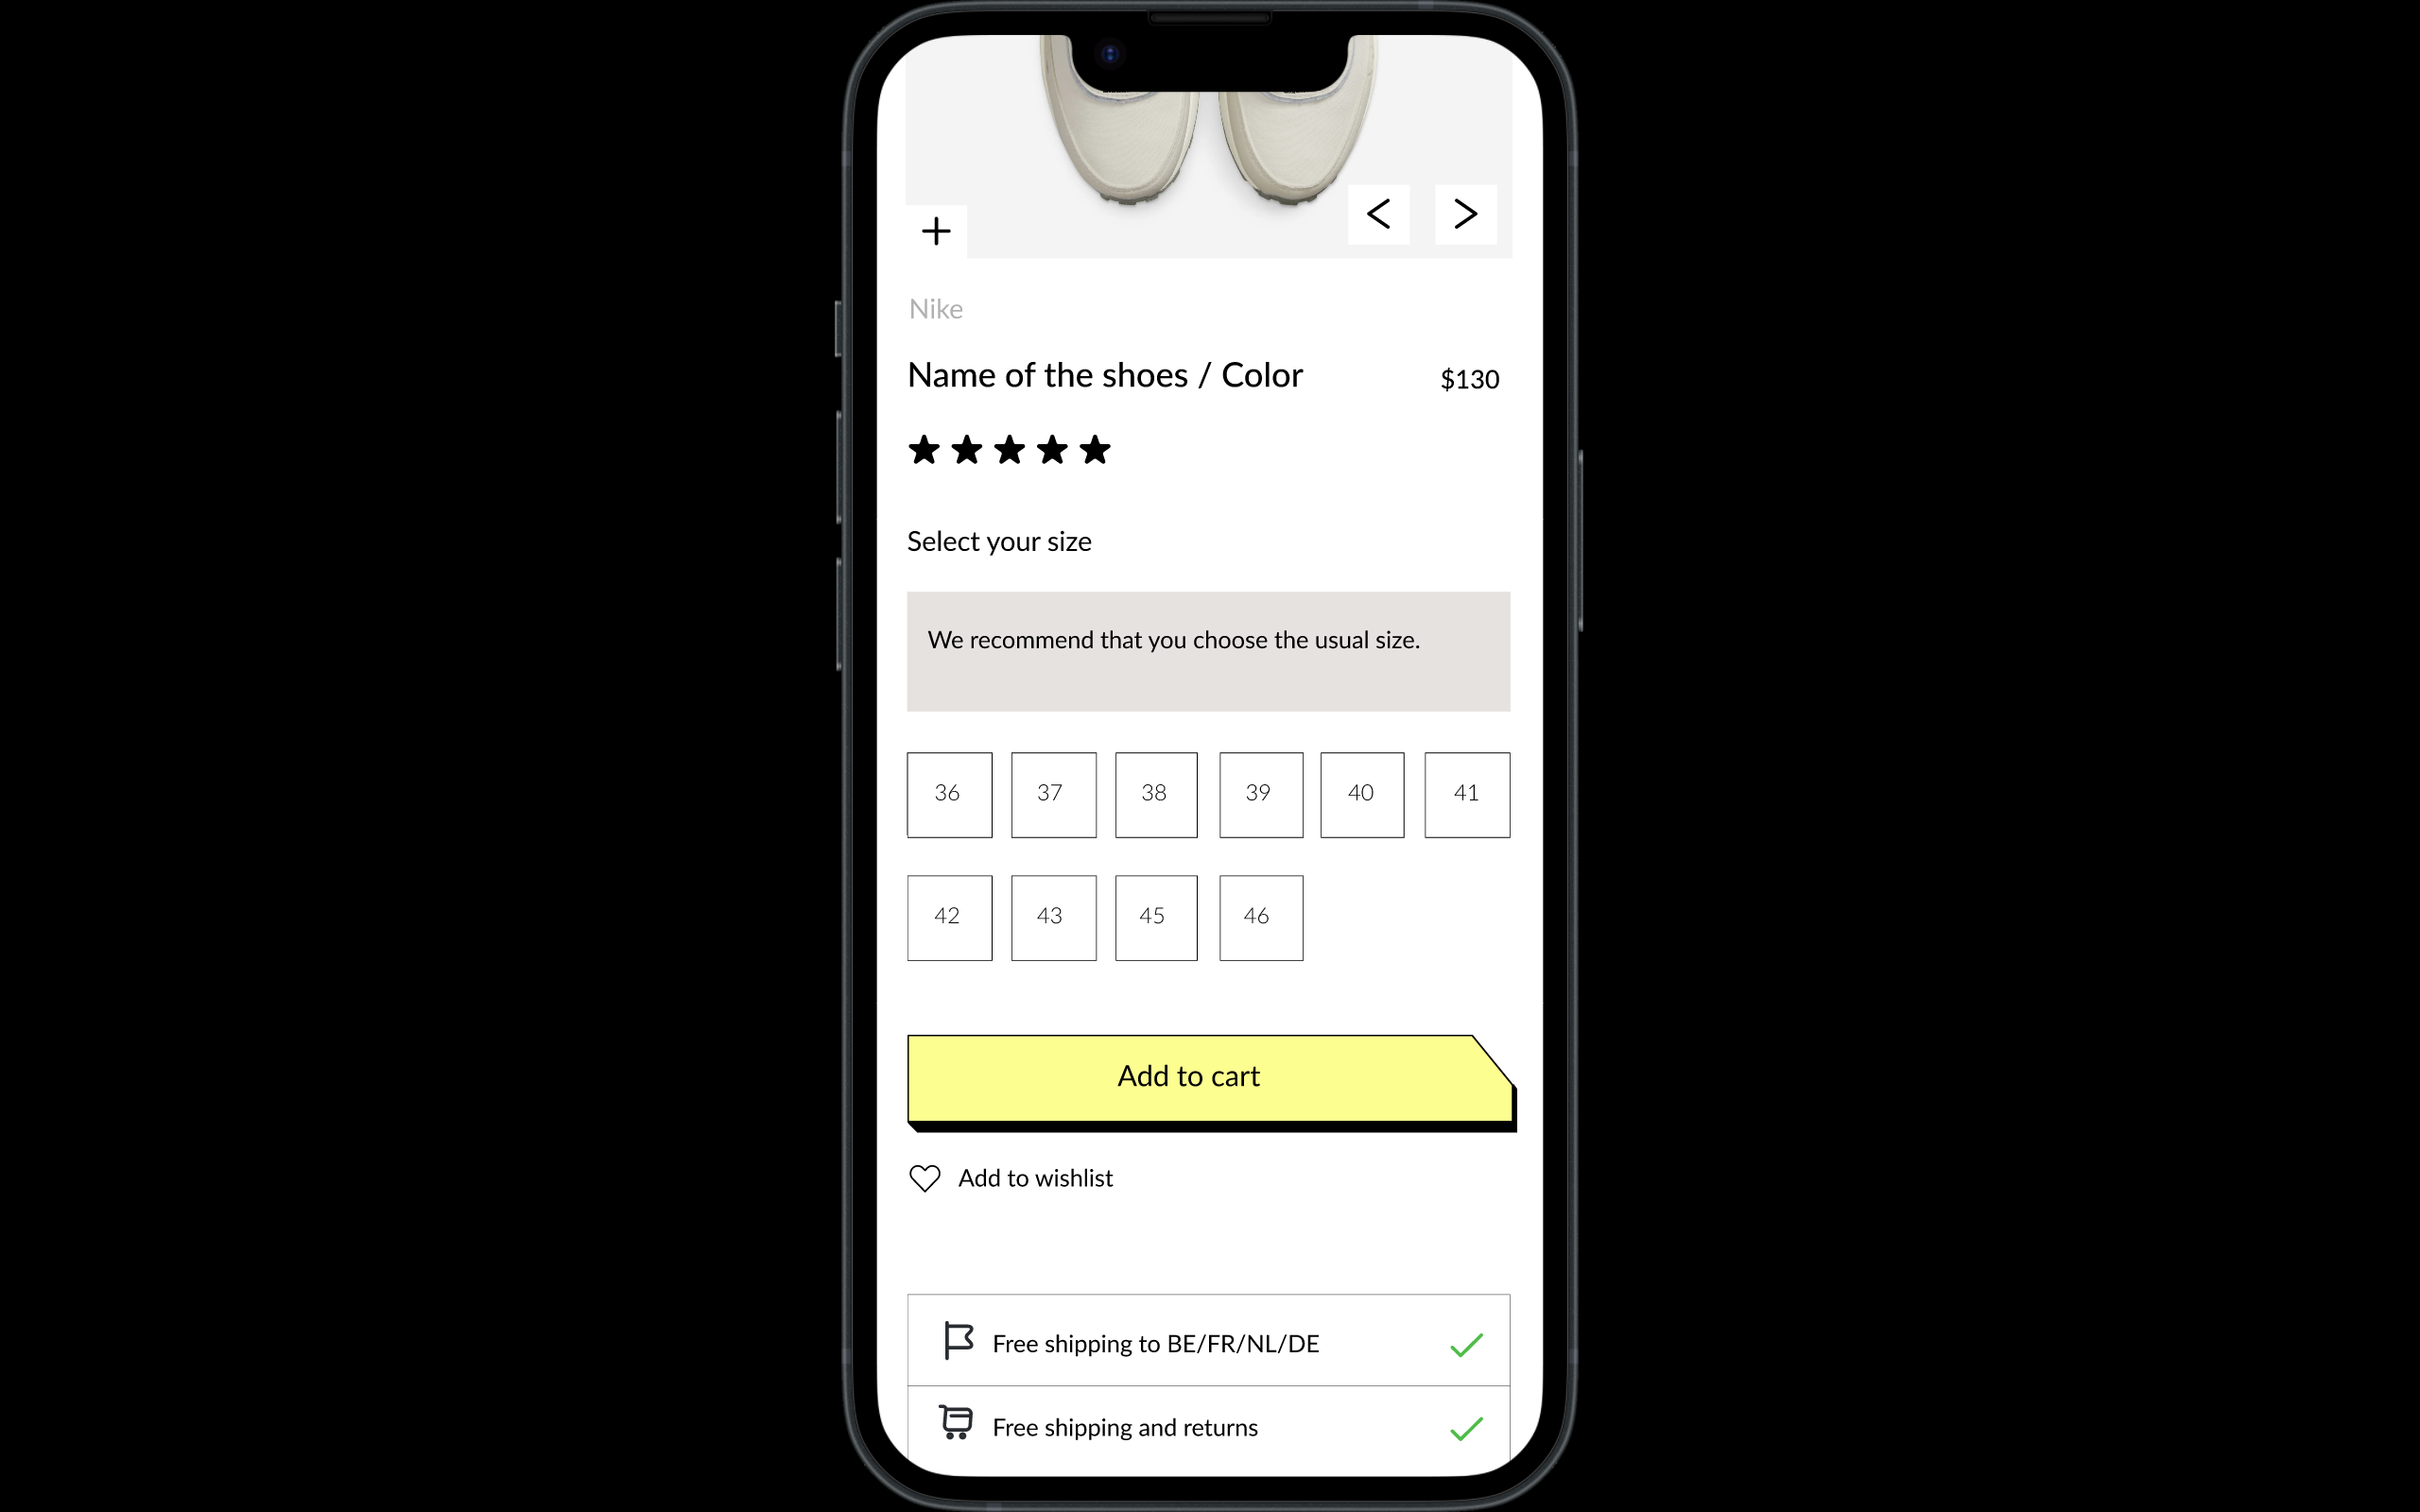 Nike
Name of the shoes / Color
$130
Select your size
We recommend that you choose the usual size.
36 37 38 39 40 41
42 43 45 46
Add to cart
Add to wishlist
Free shipping to BE/FR/NL/DE
Free shipping and returns